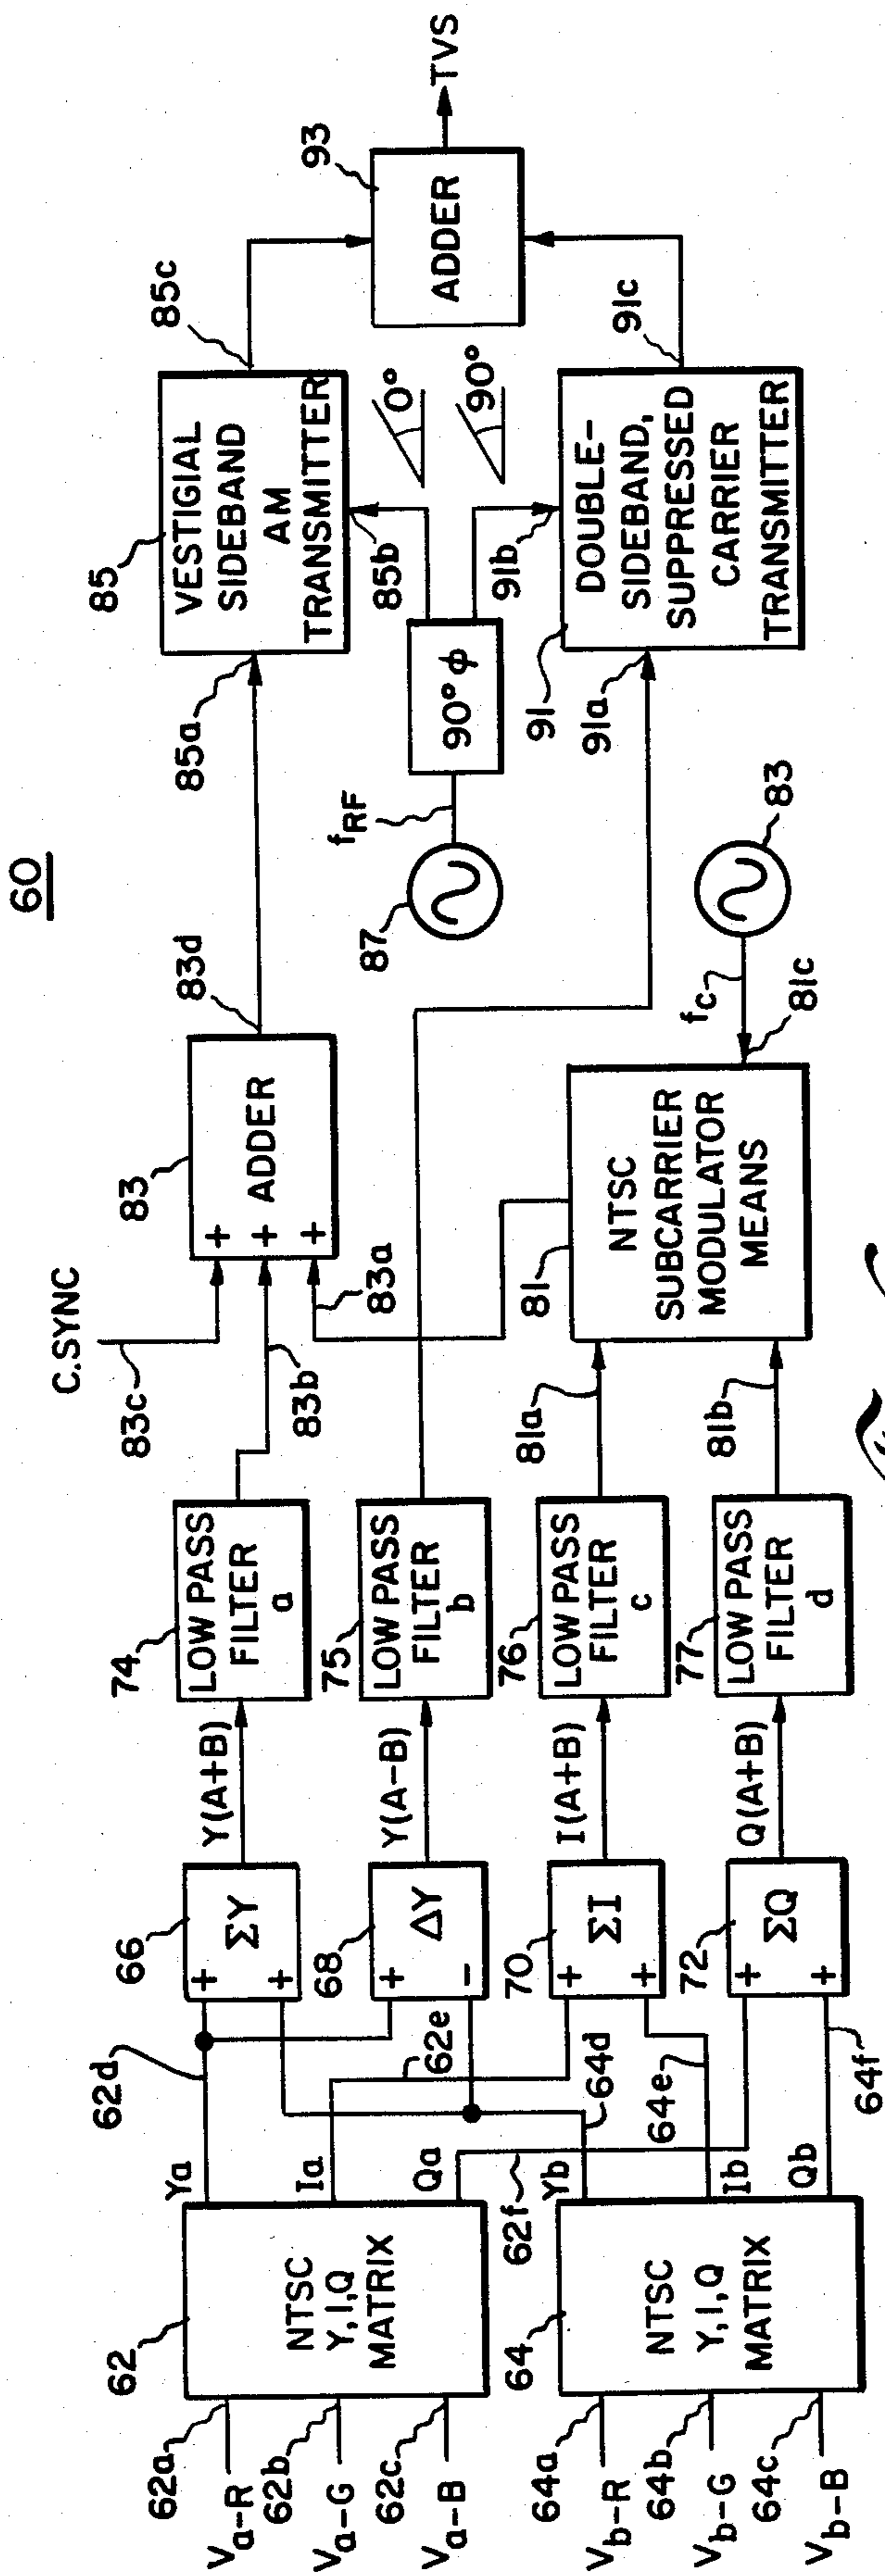 60
Va-R
62a
Va-G
62b
Va-B
62c
62
NTSC
Y,I,Q
MATRIX
Vb-R
64a
Vb-G
64b
Vb-B
64c
64
NTSC
Y,I,Q
MATRIX
Ya
62d
Ia
62e
Qa
62f
Yb
64d
Ib
64e
Qb
64f
66
+
+
ΣY
68
+
-
ΔY
70
+
+
ΣI
72
+
+
ΣQ
Y(A+B)
Y(A-B)
I(A+B)
Q(A+B)
74
LOW PASS
FILTER
a
75
LOW PASS
FILTER
b
76
LOW PASS
FILTER
c
77
LOW PASS
FILTER
d
C.SYNC
83c
83b
83a
83
+
+
+
ADDER
83d
81a
81b
81
NTSC
SUBCARRIER
MODULATOR
MEANS
81c
fC
83
87
fRF
90°φ
85a
85
VESTIGIAL
SIDEBAND
AM
TRANSMITTER
85b
0°
90°
91b
91a
91
DOUBLE-
SIDEBAND,
SUPPRESSED
CARRIER
TRANSMITTER
85c
91c
93
ADDER
TVS